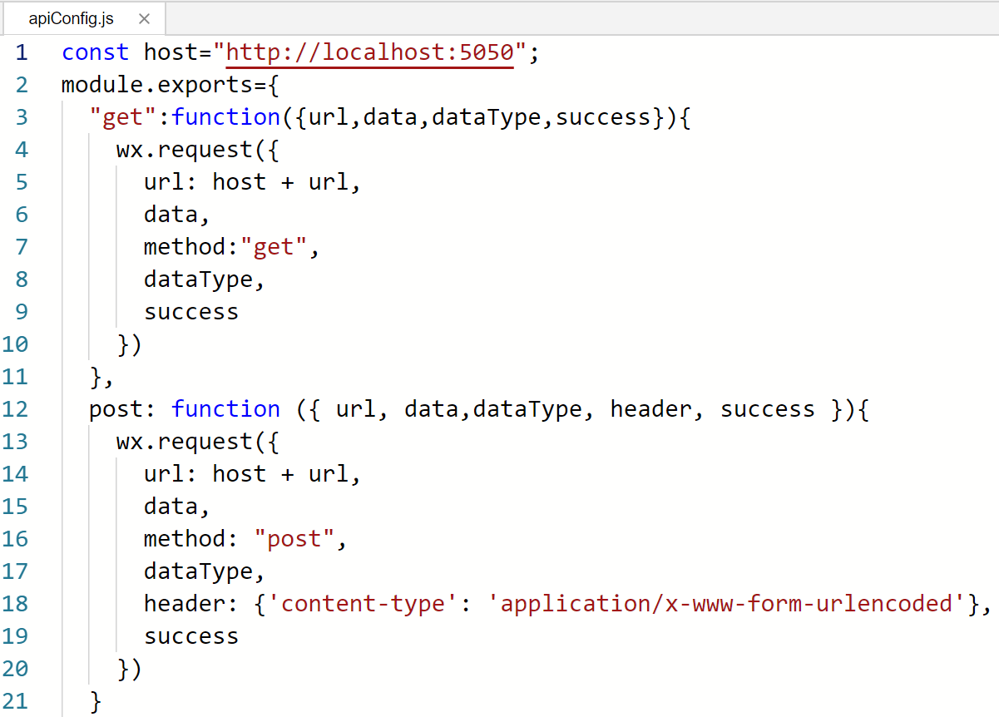 apiConfig.js ×
1 const host="http://localhost:5050";
2 module.exports={
3 "get":function({url,data,dataType,success}){
4 wx.request({
5 url: host + url,
6 data,
7 method:"get",
8 dataType,
9 success
10 })
11 },
12 post: function ({ url, data,dataType, header, success }){
13 wx.request({
14 url: host + url,
15 data,
16 method: "post",
17 dataType,
18 header: {'content-type': 'application/x-www-form-urlencoded'},
19 success
20 })
21 }